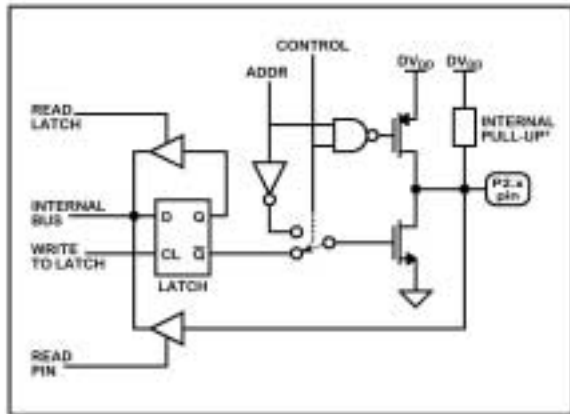 CONTROL
ADDR
DVDD
DVDD
READ
LATCH
INTERNAL
PULL-UP*
INTERNAL
BUS
D
Q
P2.x
pin
WRITE
TO LATCH
CL
Q
LATCH
READ
PIN